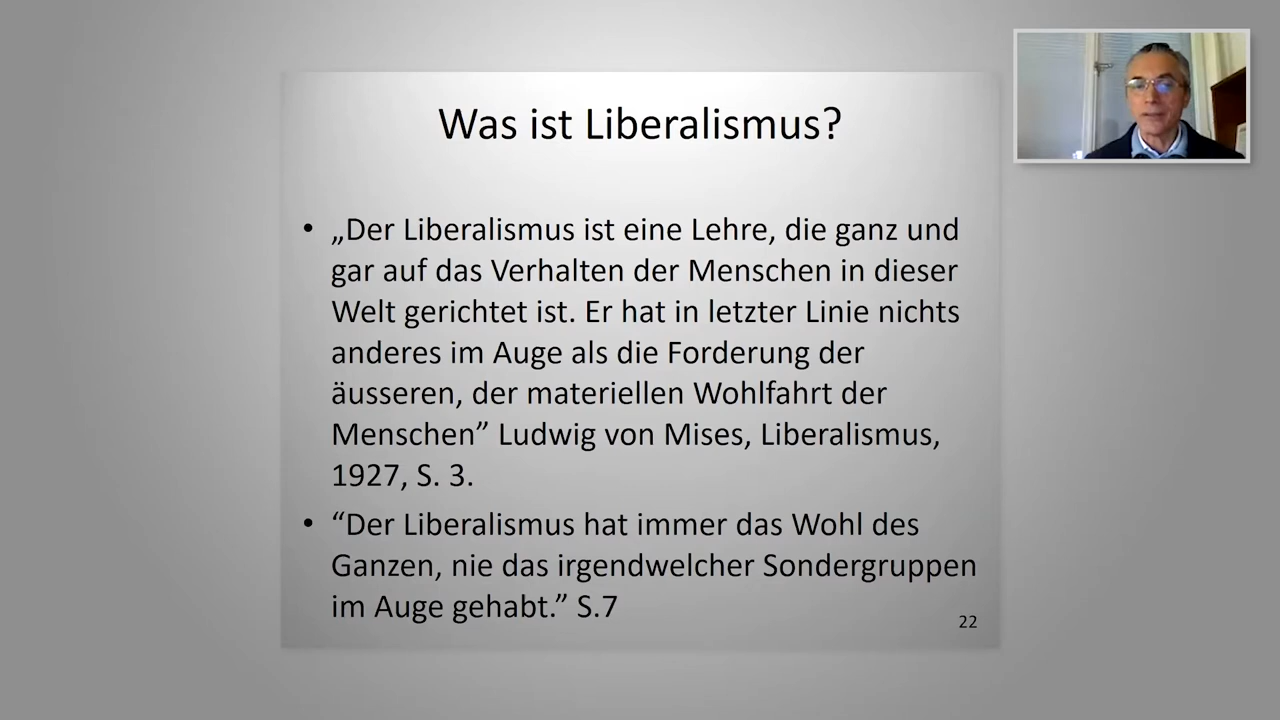 Was ist Liberalismus?
• „Der Liberalismus ist eine Lehre, die ganz und
gar auf das Verhalten der Menschen in dieser
Welt gerichtet ist. Er hat in letzter Linie nichts
anderes im Auge als die Forderung der
äusseren, der materiellen Wohlfahrt der
Menschen” Ludwig von Mises, Liberalismus,
1927, S. 3.
• “Der Liberalismus hat immer das Wohl des
Ganzen, nie das irgendwelcher Sondergruppen
im Auge gehabt.” S.7
22